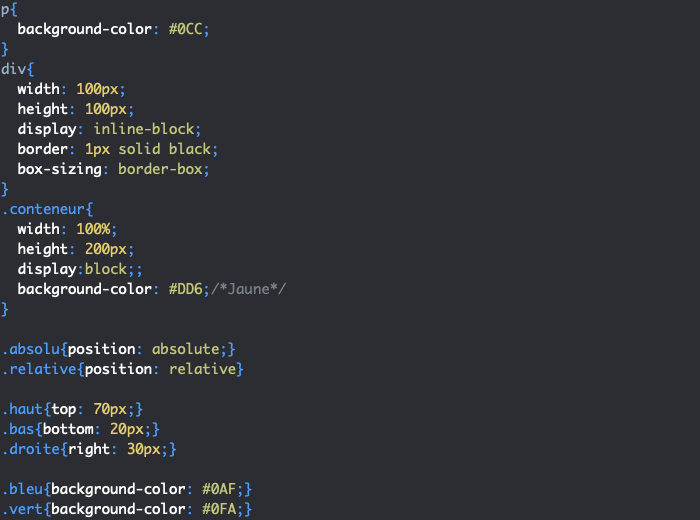 p{
  background-color: #0CC;
}
div{
  width: 100px;
  height: 100px;
  display: inline-block;
  border: 1px solid black;
  box-sizing: border-box;
}
.conteneur{
  width: 100%;
  height: 200px;
  display:block;;
  background-color: #DD6;/*Jaune*/
}

.absolu{position: absolute;}
.relative{position: relative}

.haut{top: 70px;}
.bas{bottom: 20px;}
.droite{right: 30px;}

.bleu{background-color: #0AF;}
.vert{background-color: #0FA;}